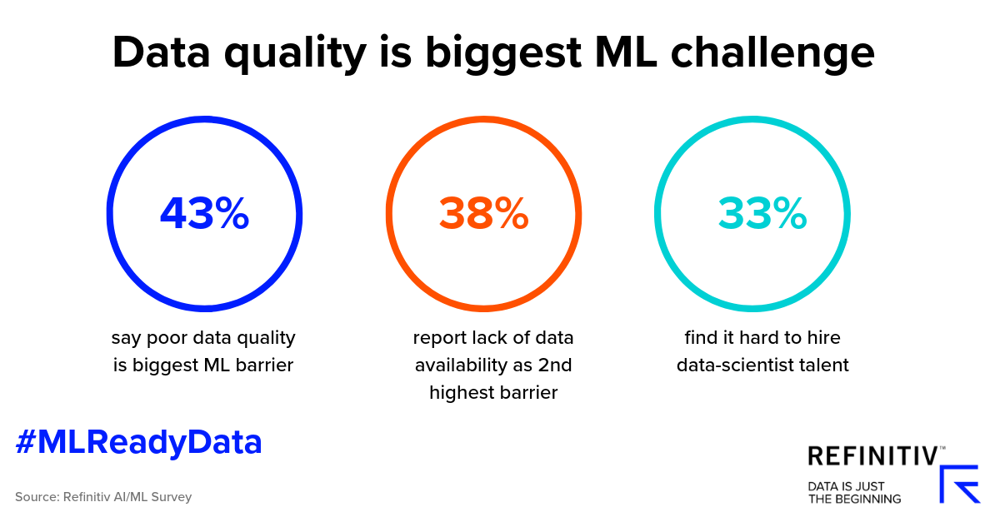 Data quality is biggest ML challenge
43%
say poor data quality
is biggest ML barrier
38%
report lack of data
availability as 2nd
highest barrier
33%
find it hard to hire
data-scientist talent
#MLReadyData
Source: Refinitiv AI/ML Survey
REFINITIV™
DATA IS JUST
THE BEGINNING